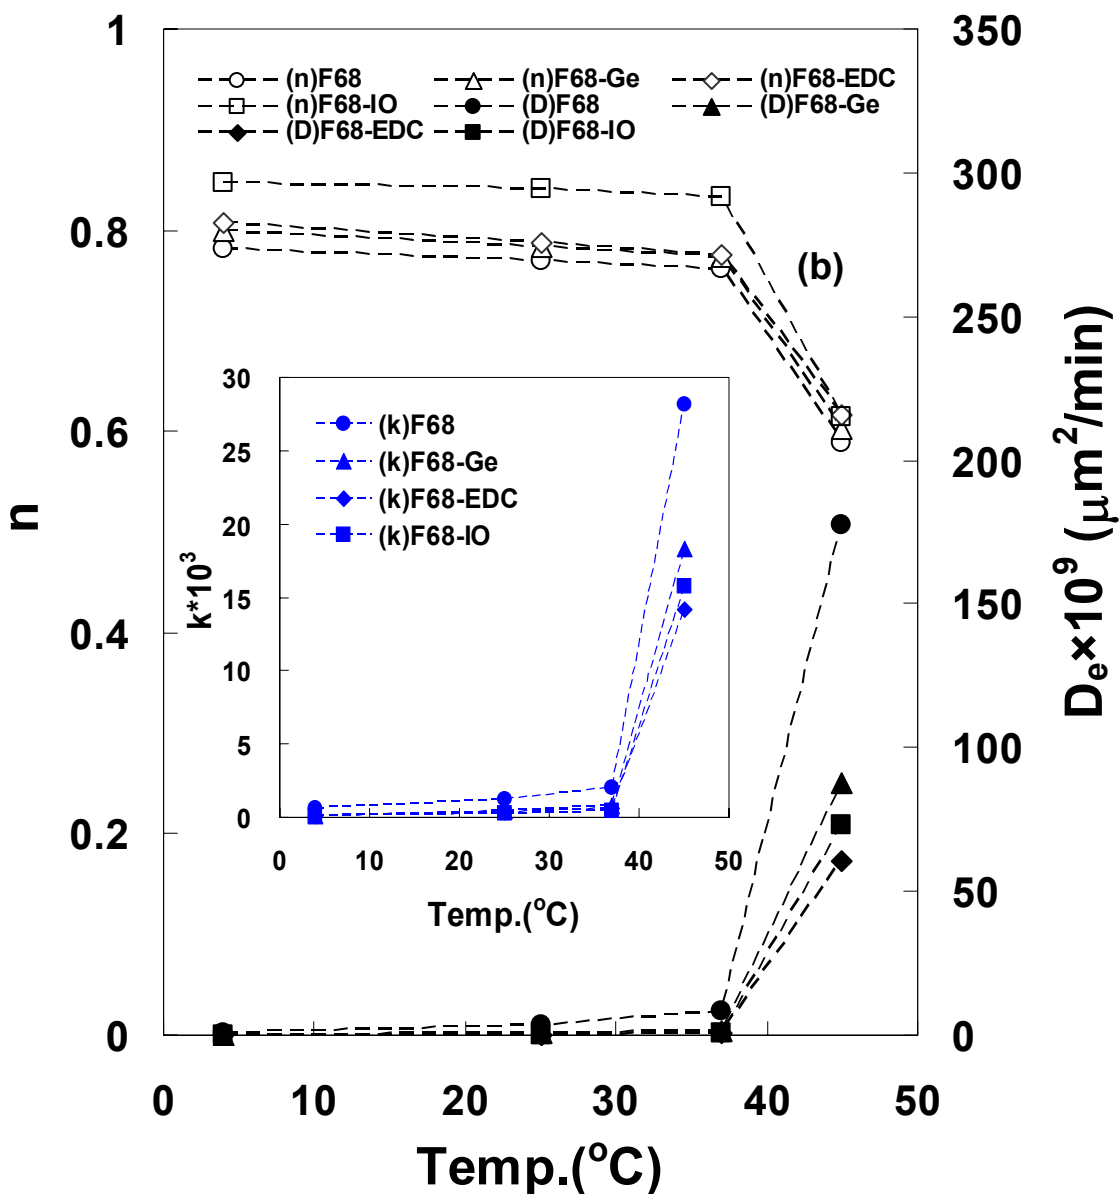 1
350
(n)F68
(n)F68-Ge
(n)F68-EDC
(n)F68-IO
(D)F68
(D)F68-Ge
(D)F68-EDC
(D)F68-IO
300
0.8
(b)
250
30
(k)F68
25
(k)F68-Ge
0.6
200
n
20
(k)F68-EDC
(k)F68-IO
k*10³
15
150
0.4
Dₑ×10⁹ (μm²/min)
10
5
100
0
0.2
0 10 20 30 40 50
50
Temp.(°C)
0
0
0 10 20 30 40 50
Temp.(°C)